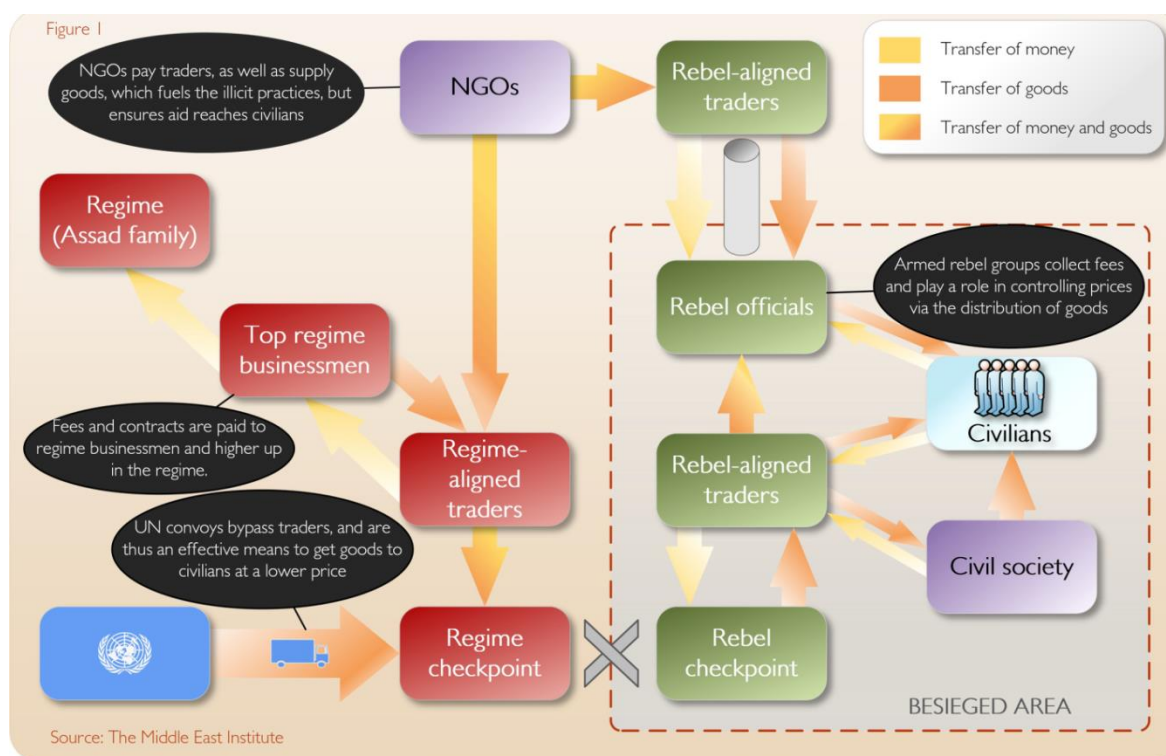 Figure 1
NGOs pay traders, as well as supply
goods, which fuels the illicit practices, but
ensures aid reaches civilians
NGOs
Rebel-aligned
traders
Transfer of money
Transfer of goods
Transfer of money and goods
Regime
(Assad family)
Armed rebel groups collect fees
and play a role in controlling prices
via the distribution of goods
Rebel officials
Top regime
businessmen
Civilians
Fees and contracts are paid to
regime businessmen and higher up
in the regime.
Regime-
aligned
traders
Rebel-aligned
traders
UN convoys bypass traders, and are
thus an effective means to get goods to
civilians at a lower price
Civil society
Regime
checkpoint
Rebel
checkpoint
BESIEGED AREA
Source: The Middle East Institute